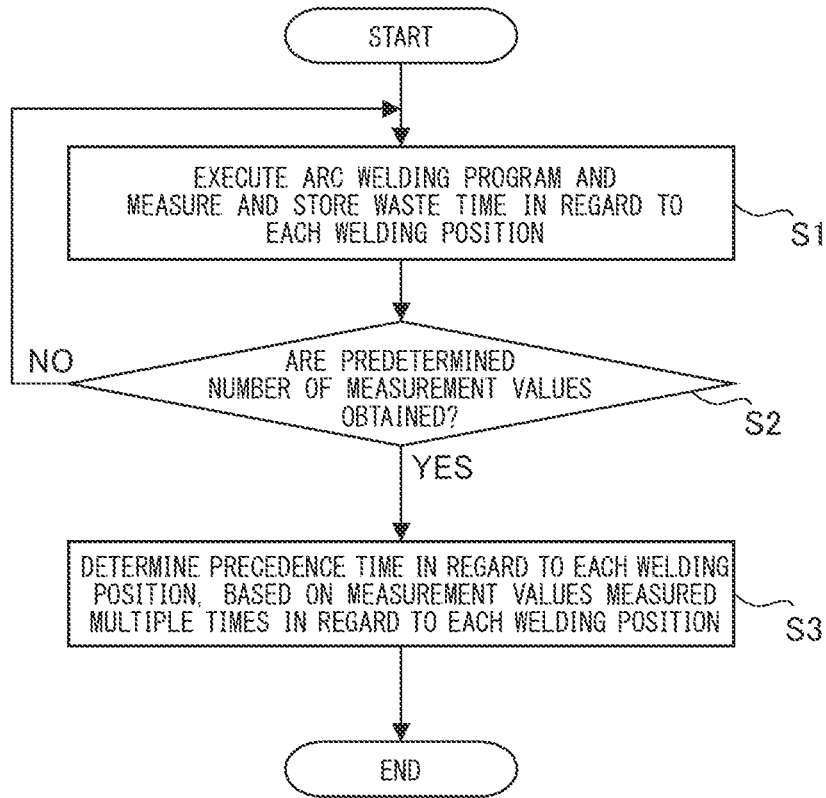 START
EXECUTE ARC WELDING PROGRAM AND
MEASURE AND STORE WASTE TIME IN REGARD TO
EACH WELDING POSITION
S1
NO
ARE PREDETERMINED
NUMBER OF MEASUREMENT VALUES
OBTAINED?
S2
YES
DETERMINE PRECEDENCE TIME IN REGARD TO EACH WELDING
POSITION, BASED ON MEASUREMENT VALUES MEASURED
MULTIPLE TIMES IN REGARD TO EACH WELDING POSITION
S3
END